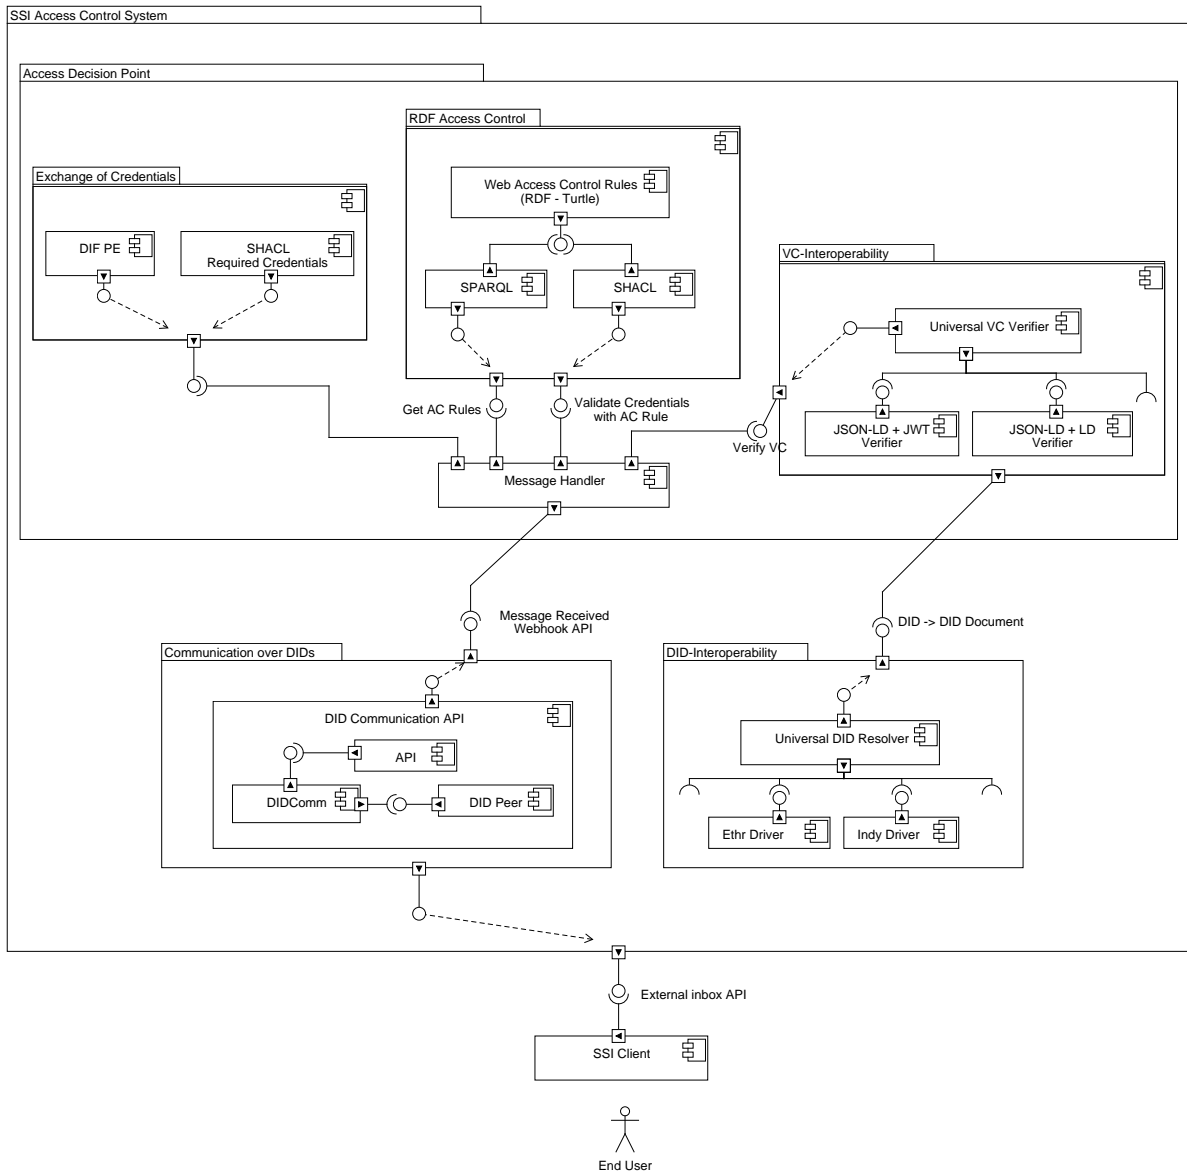 SSI Access Control System
Access Decision Point
RDF Access Control
Exchange of Credentials
Web Access Control Rules
(RDF - Turtle)
DIF PE
SHACL
Required Credentials
VC-Interoperability
SPARQL
SHACL
Universal VC Verifier
Get AC Rules
Validate Credentials
with AC Rule
JSON-LD + JWT
Verifier
JSON-LD + LD
Verifier
Verify VC
Message Handler
Message Received
Webhook API
DID -> DID Document
Communication over DIDs
DID-Interoperability
DID Communication API
Universal DID Resolver
API
DIDComm
DID Peer
Ethr Driver
Indy Driver
External inbox API
SSI Client
End User